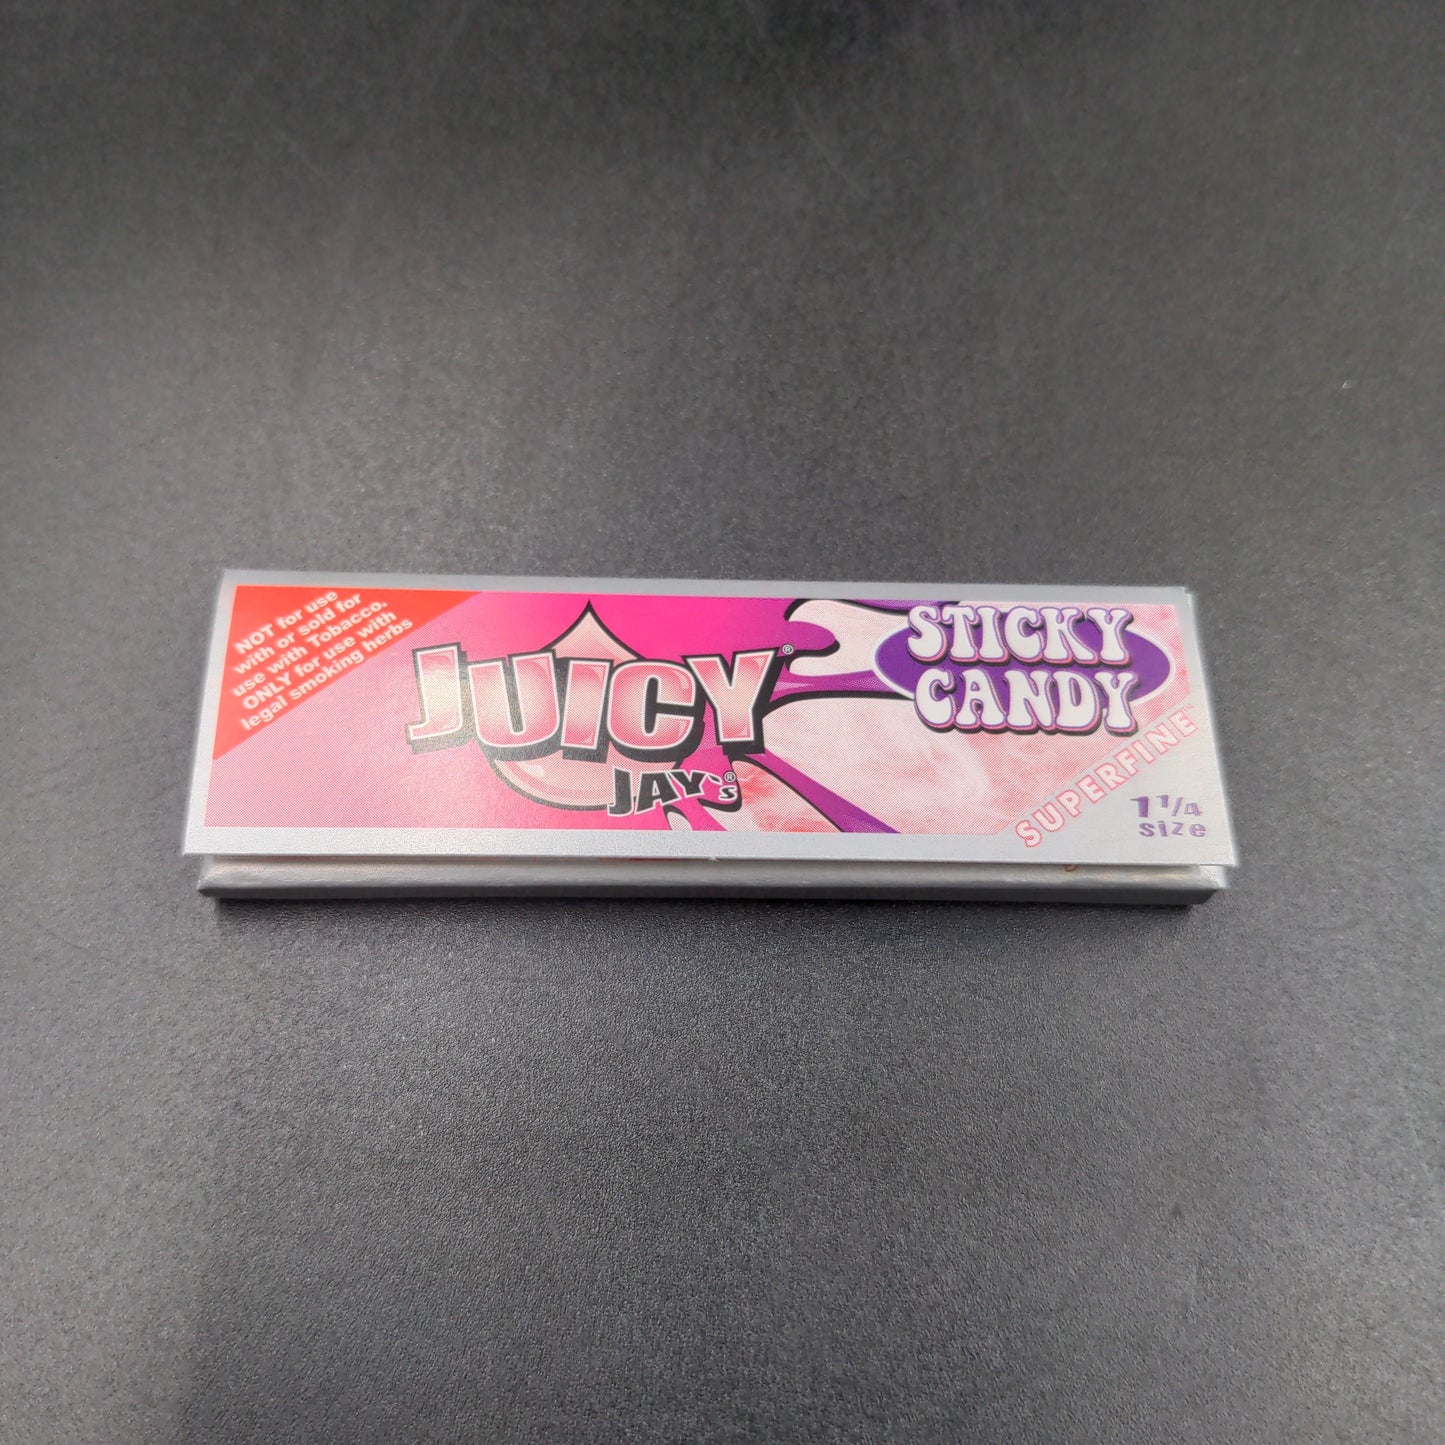 NOT for use
with or sold for
use with Tobacco.
ONLY for use with
legal smoking herbs
JUICY®
JAY's®
STICKY
CANDY
SUPERFINE™
1 1/4
size